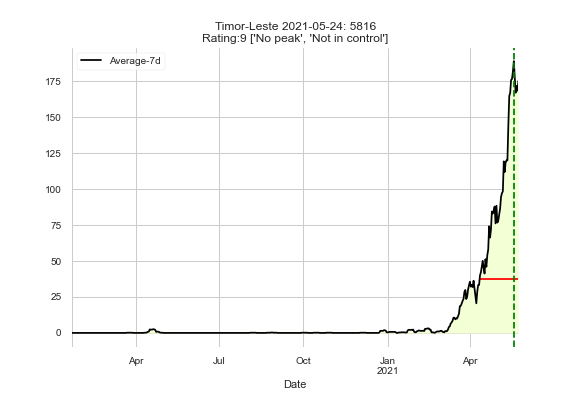 Timor-Leste 2021-05-24: 5816
Rating:9 ['No peak', 'Not in control']
Average-7d
175
150
125
100
75
50
25
0
Apr
Jul
Oct
Jan
2021
Apr
Date